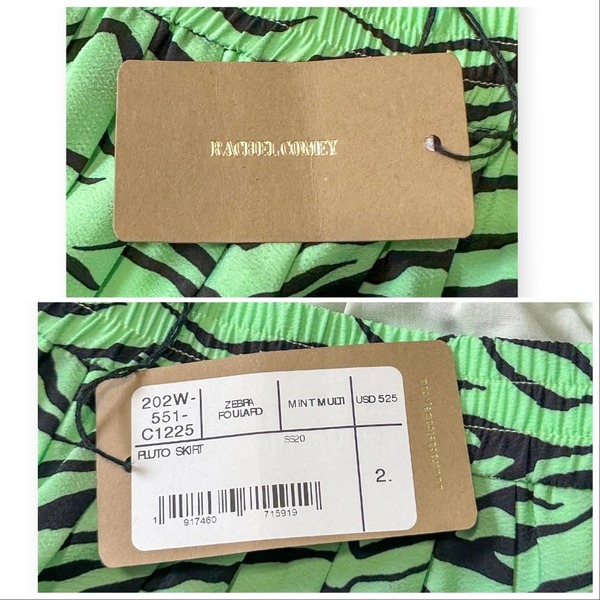 RACHEL COMEY
202W-
551-
C1225
ZEBRA
FOULARD
MINT MULTI
USD 525
PLUTO SKIRT
SS20
2.
1
917460
715919